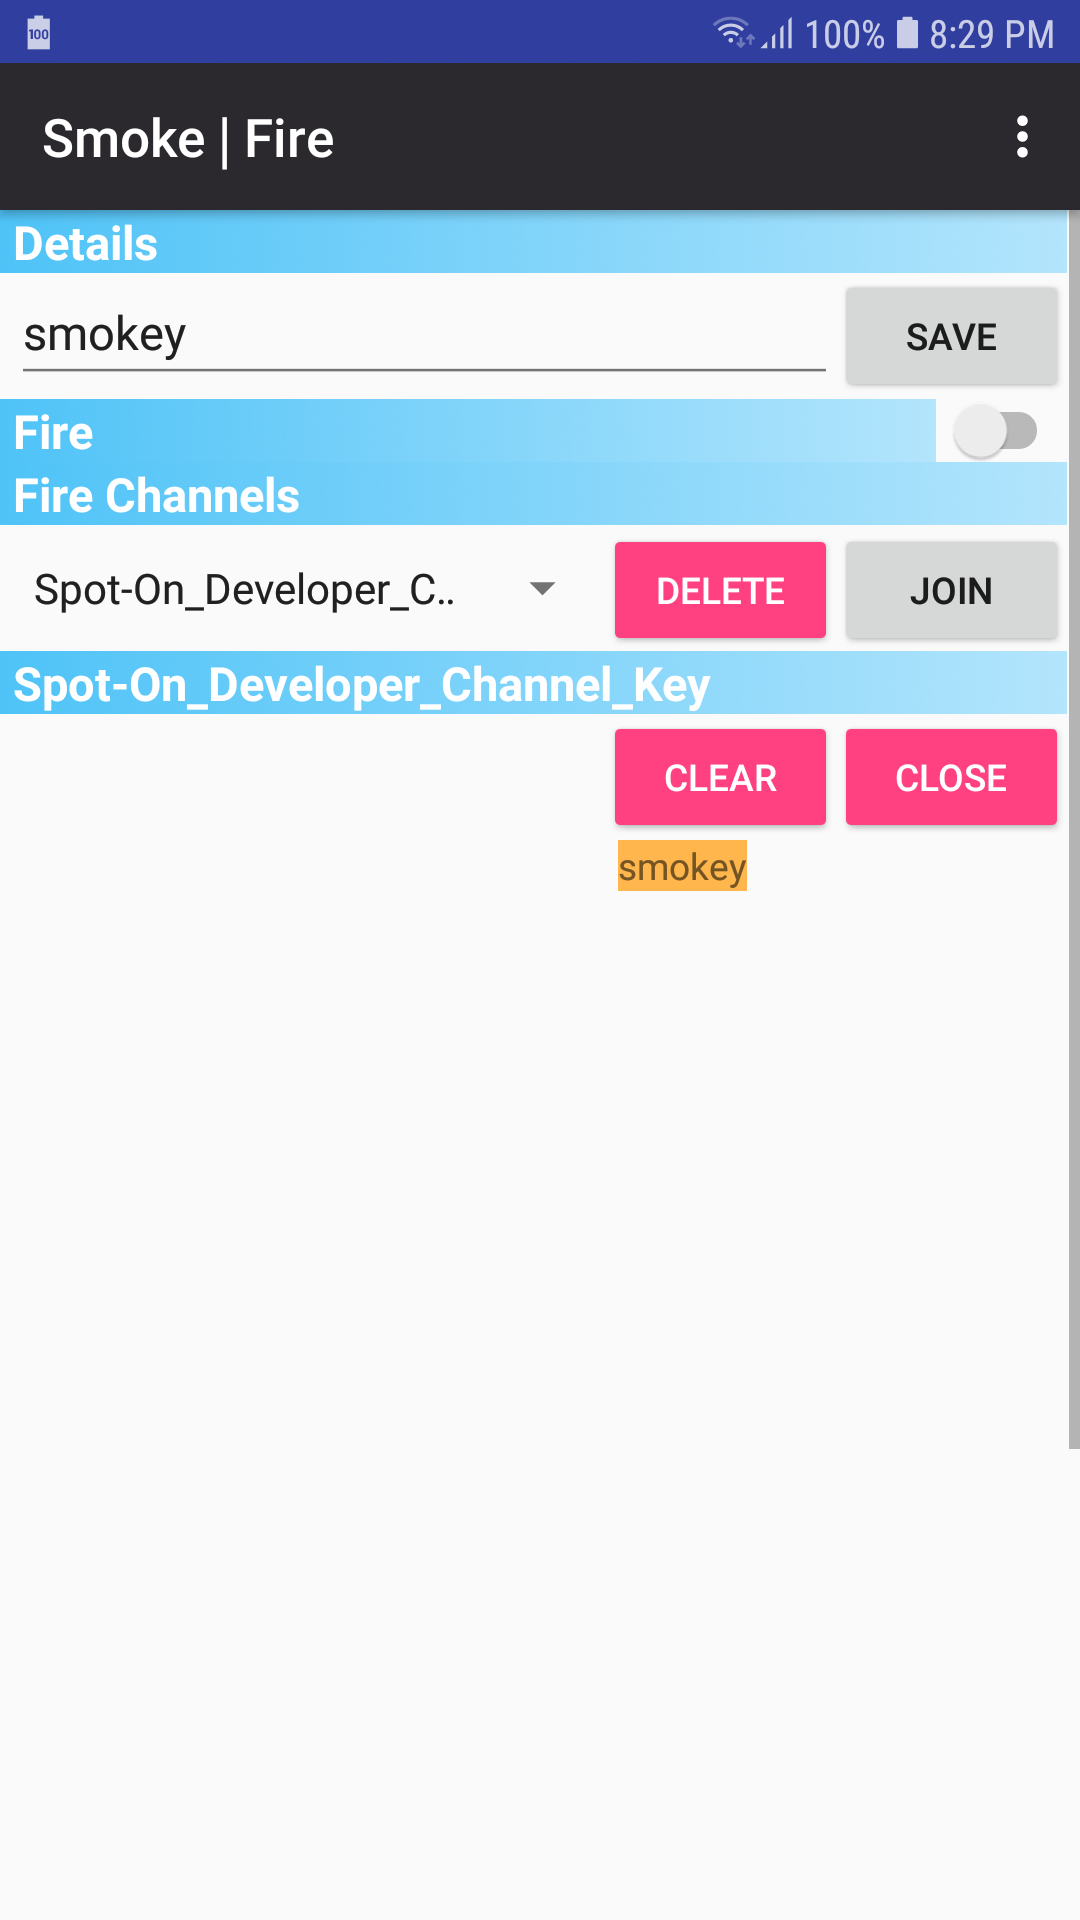 100 100% 8:29 PM
Smoke | Fire
Details
smokey SAVE
Fire
Fire Channels
Spot-On_Developer_C.. DELETE JOIN
Spot-On_Developer_Channel_Key
CLEAR CLOSE
smokey